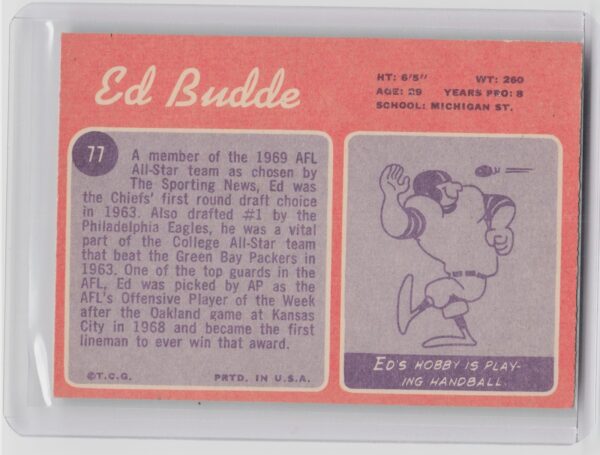 Ed Budde
HT: 6'5" WT: 260
AGE: 29 YEARS PRO: 8
SCHOOL: MICHIGAN ST.
77
A member of the 1969 AFL
All-Star team as chosen by
The Sporting News, Ed was
the Chiefs' first round draft choice
in 1963. Also drafted #1 by the
Philadelphia Eagles, he was a vital
part of the College All-Star team
that beat the Green Bay Packers in
1963. One of the top guards in the
AFL, Ed was picked by AP as the
AFL's Offensive Player of the Week
after the Oakland game at Kansas
City in 1968 and became the first
lineman to ever win that award.
©T.C.G. PRTD. IN U.S.A.
ED'S HOBBY IS PLAY-
ING HANDBALL.